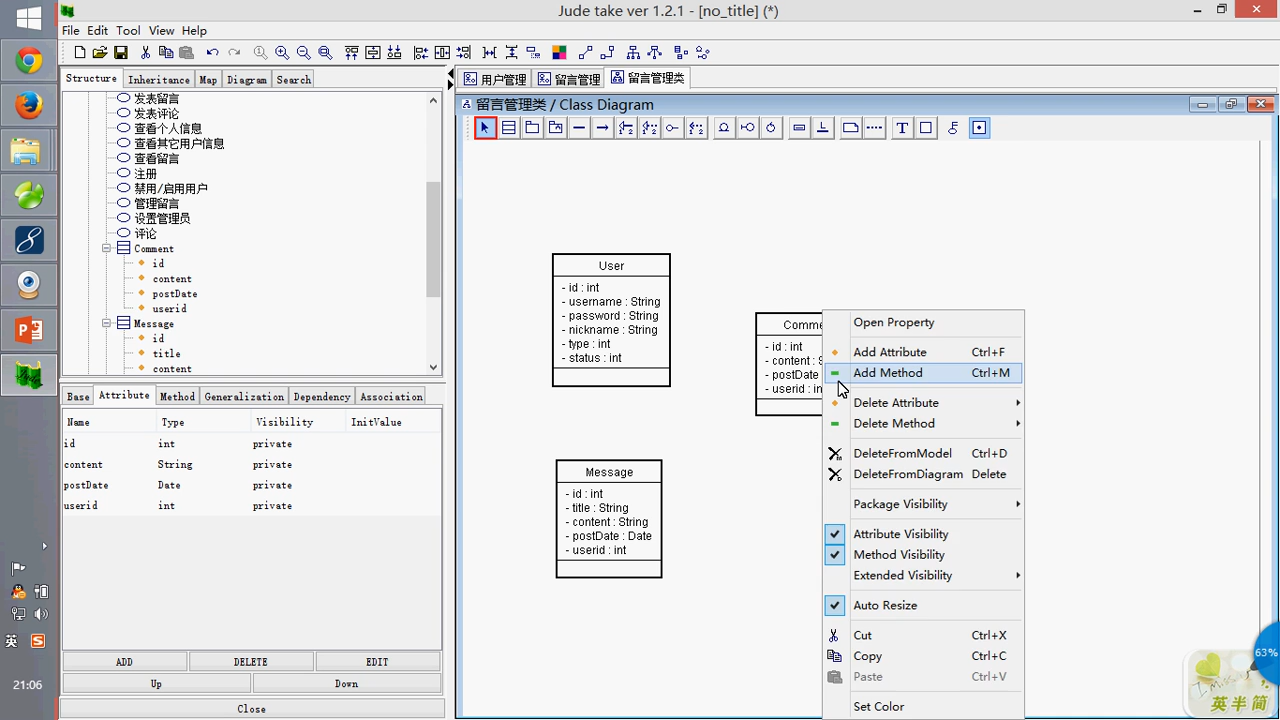 Jude take ver 1.2.1 - [no_title] (*)
File Edit Tool View Help
Structure Inheritance Map Diagram Search
发表留言
发表评论
查看个人信息
查看其它用户信息
查看留言
注册
禁用/启用用户
管理留言
设置管理员
评论
Comment
id
content
postDate
userid
Message
id
title
content
Base Attribute Method Generalization Dependency Association
Name Type Visibility InitValue
id int private
content String private
postDate Date private
userid int private
ADD DELETE EDIT
Up Down
Close
用户管理 留言管理 留言管理类
留言管理类 / Class Diagram
T
User
- id : int
- username : String
- password : String
- nickname : String
- type : int
- status : int
Comme
- id : int
- content : S
- postDate
- userid : in
Message
- id : int
- title : String
- content : String
- postDate : Date
- userid : int
Open Property
Add Attribute Ctrl+F
Add Method Ctrl+M
Delete Attribute
Delete Method
DeleteFromModel Ctrl+D
DeleteFromDiagram Delete
Package Visibility
Attribute Visibility
Method Visibility
Extended Visibility
Auto Resize
Cut Ctrl+X
Copy Ctrl+C
Paste Ctrl+V
Set Color
63%
英半简
英
21:06